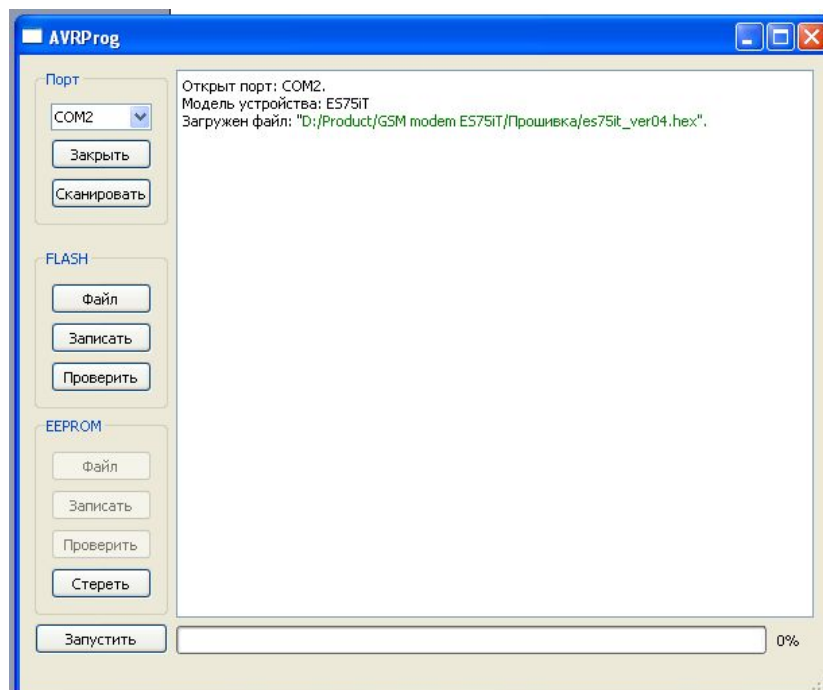 AVRProg
Порт
COM2
Закрыть
Сканировать
FLASH
Файл
Записать
Проверить
EEPROM
Файл
Записать
Проверить
Стереть
Запустить
Открыт порт: COM2.
Модель устройства: ES75iT
Загружен файл: "D:/Product/GSM modem ES75iT/Прошивка/es75it_ver04.hex".
0%